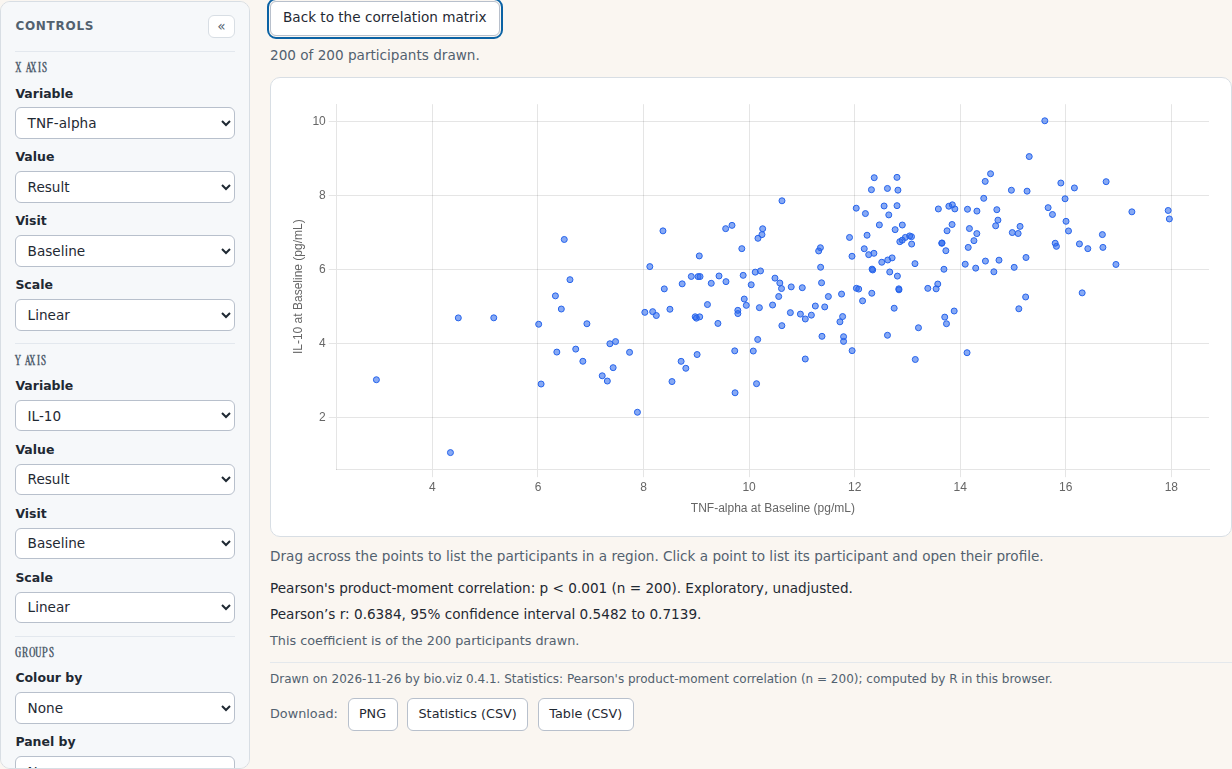 CONTROLS
«
X AXIS
Variable
TNF-alpha
Value
Result
Visit
Baseline
Scale
Linear
Y AXIS
Variable
IL-10
Value
Result
Visit
Baseline
Scale
Linear
GROUPS
Colour by
None
Panel by
Back to the correlation matrix
200 of 200 participants drawn.
10
8
6
4
2
IL-10 at Baseline (pg/mL)
4 6 8 10 12 14 16 18
TNF-alpha at Baseline (pg/mL)
Drag across the points to list the participants in a region. Click a point to list its participant and open their profile.
Pearson's product-moment correlation: p < 0.001 (n = 200). Exploratory, unadjusted.
Pearson’s r: 0.6384, 95% confidence interval 0.5482 to 0.7139.
This coefficient is of the 200 participants drawn.
Drawn on 2026-11-26 by bio.viz 0.4.1. Statistics: Pearson's product-moment correlation (n = 200); computed by R in this browser.
Download: PNG Statistics (CSV) Table (CSV)